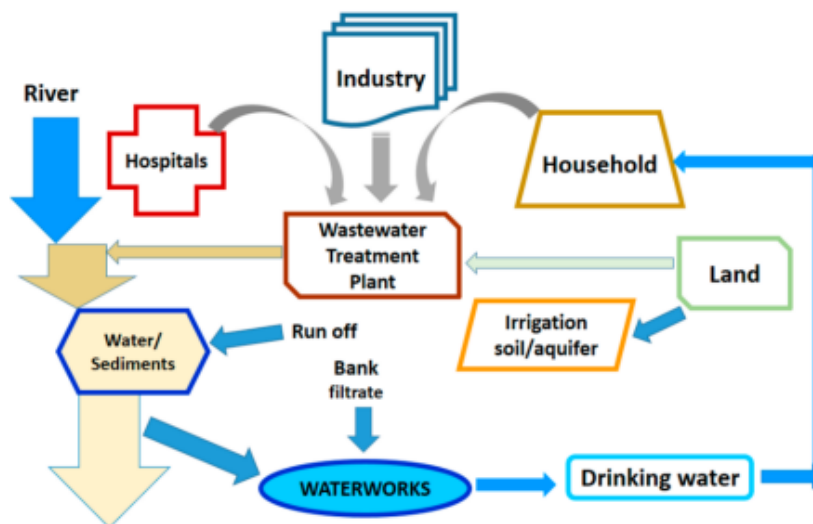 River
Industry
Hospitals
Household
Wastewater
Treatment
Plant
Land
Water/
Sediments
Run off
Irrigation
soil/aquifer
Bank
filtrate
WATERWORKS
Drinking water